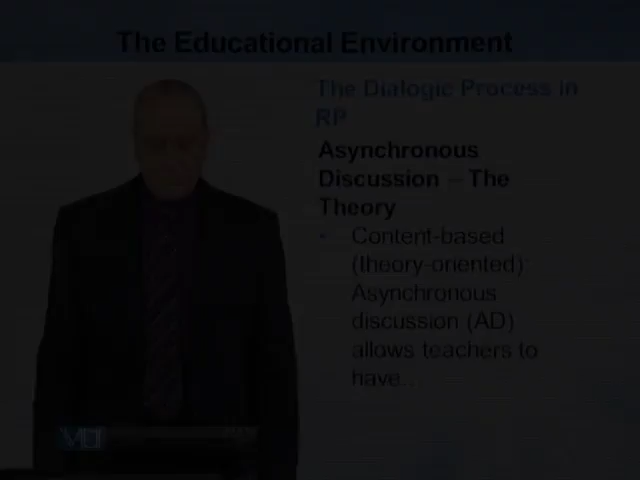 The Educational Environment
The Dialogic Process in
RP
Asynchronous
Discussion – The
Theory
• Content-based
(theory-oriented)
Asynchronous
discussion (AD)
allows teachers to
have...